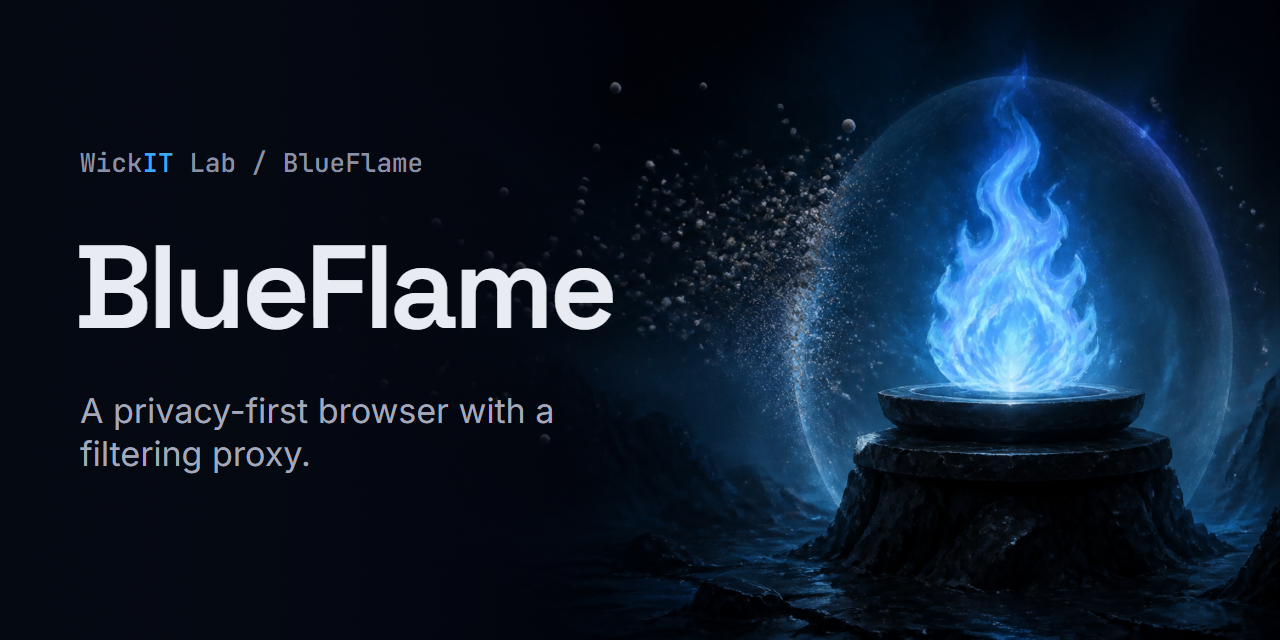 WickIT Lab / BlueFlame
BlueFlame
A privacy-first browser with a
filtering proxy.